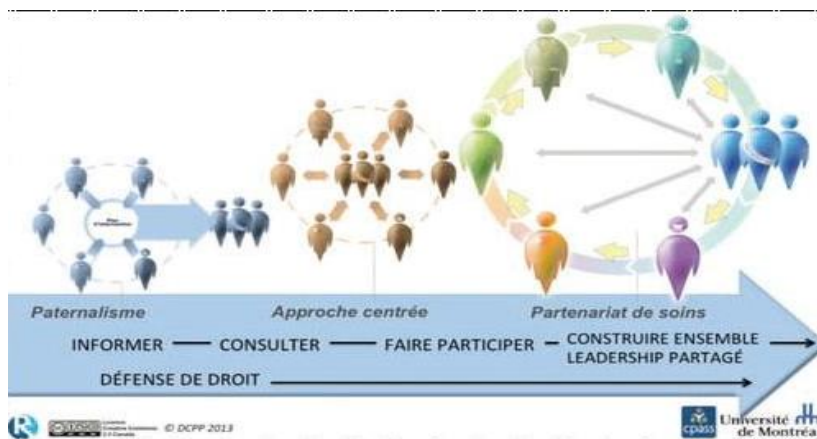 Paternalisme
Approche centrée
Partenariat de soins
INFORMER
CONSULTER
FAIRE PARTICIPER
CONSTRUIRE ENSEMBLE
LEADERSHIP PARTAGÉ
DÉFENSE DE DROIT
© DCPP 2013
cpass
Université
de Montréal